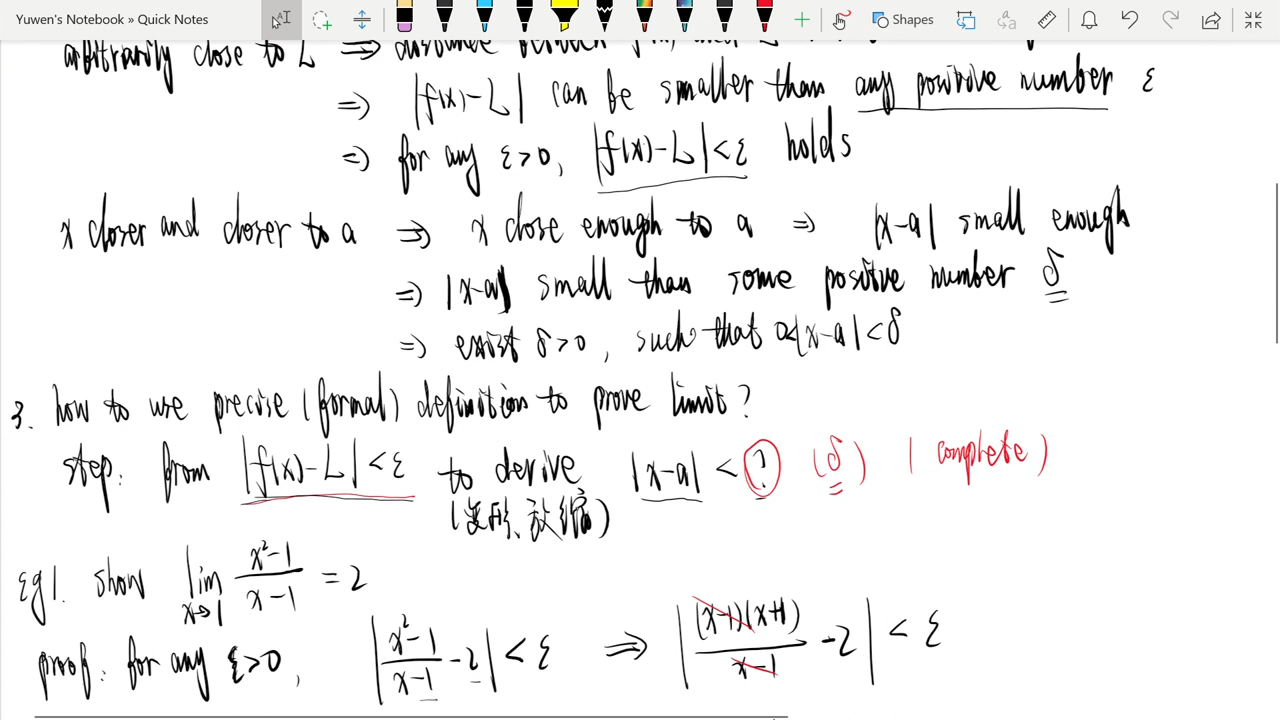 Yuwen's Notebook » Quick Notes
Shapes
arbitrarily close to L ⇒ distance between
⇒ |f(x)-L| can be smaller than any positive number ε
⇒ for any ε>0, |f(x)-L|<ε holds
x closer and closer to a ⇒ x close enough to a ⇒ |x-a| small enough
⇒ |x-a| small than some positive number δ
⇒ exist δ>0, such that 0<|x-a|<δ
3. how to use precise (formal) definition to prove limit?
step: from |f(x)-L|<ε to derive |x-a| < ? (δ) (complete)
(变形、放缩)
Eg1. show lim x→1 x²-1 / x-1 = 2
proof: for any ε>0, |x²-1 / x-1 - 2| < ε ⇒ |(x-1)(x+1) / x-1 - 2| < ε